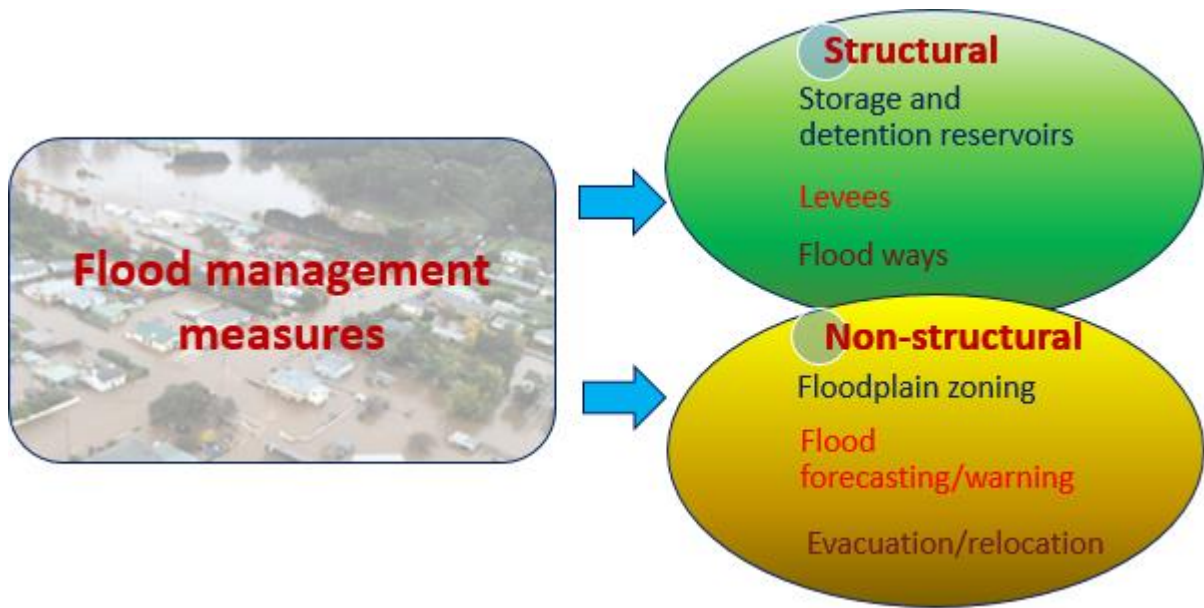 Flood management
measures
Structural
Storage and
detention reservoirs
Levees
Flood ways
Non-structural
Floodplain zoning
Flood
forecasting/warning
Evacuation/relocation